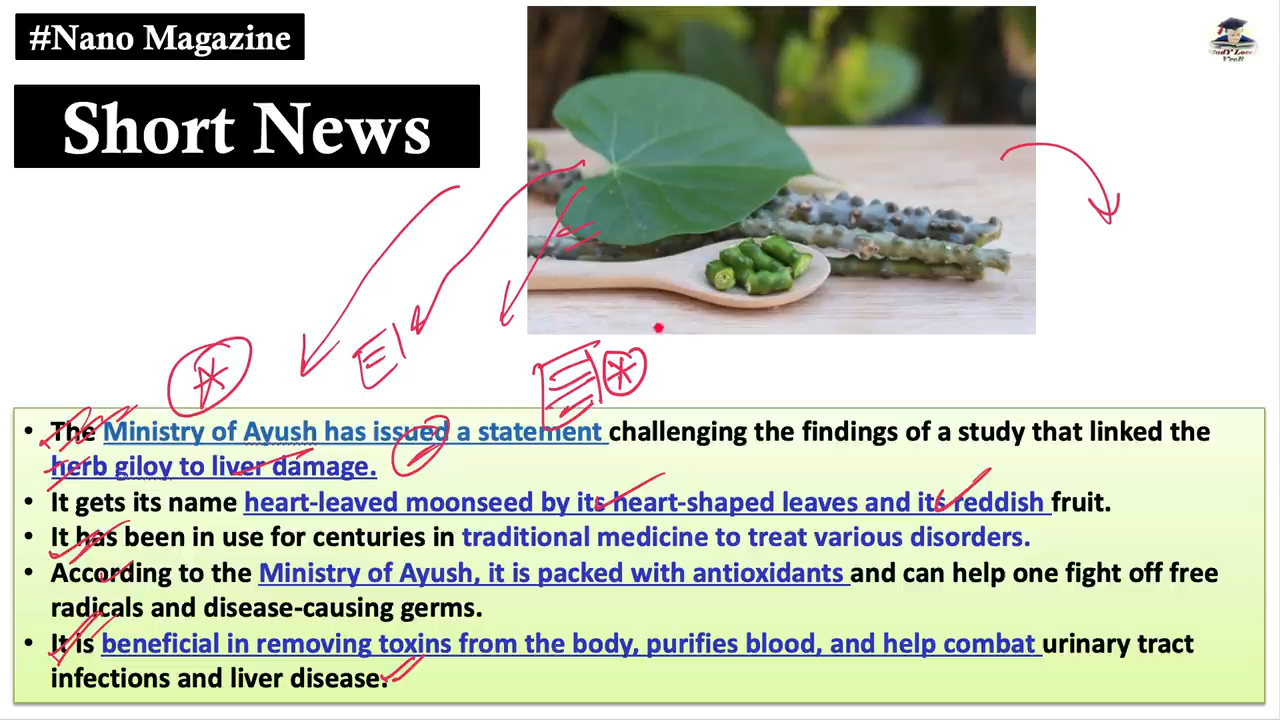 #Nano Magazine
Short News
• The Ministry of Ayush has issued a statement challenging the findings of a study that linked the
herb giloy to liver damage.
• It gets its name heart-leaved moonseed by its heart-shaped leaves and its reddish fruit.
• It has been in use for centuries in traditional medicine to treat various disorders.
• According to the Ministry of Ayush, it is packed with antioxidants and can help one fight off free
radicals and disease-causing germs.
• It is beneficial in removing toxins from the body, purifies blood, and help combat urinary tract
infections and liver disease.